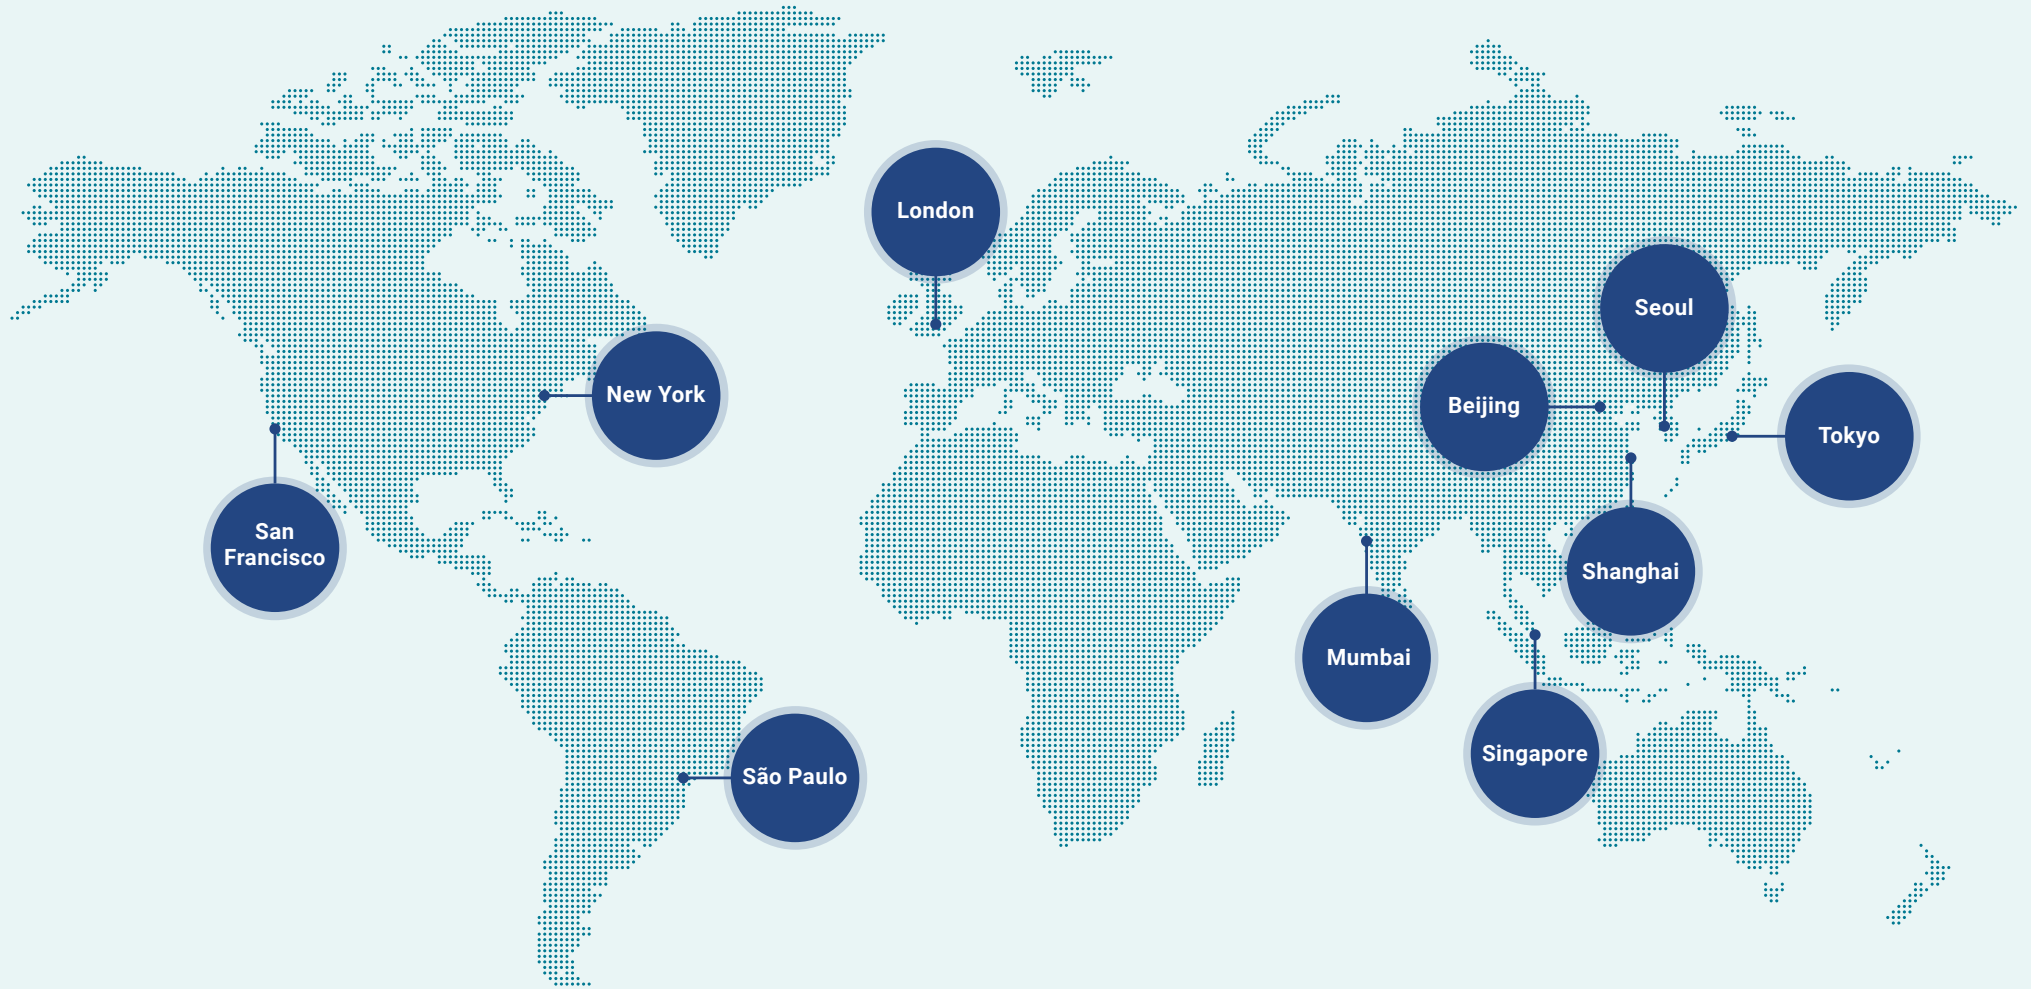 London
Seoul
New York
Beijing
Tokyo
San
Francisco
Shanghai
Mumbai
Singapore
São Paulo